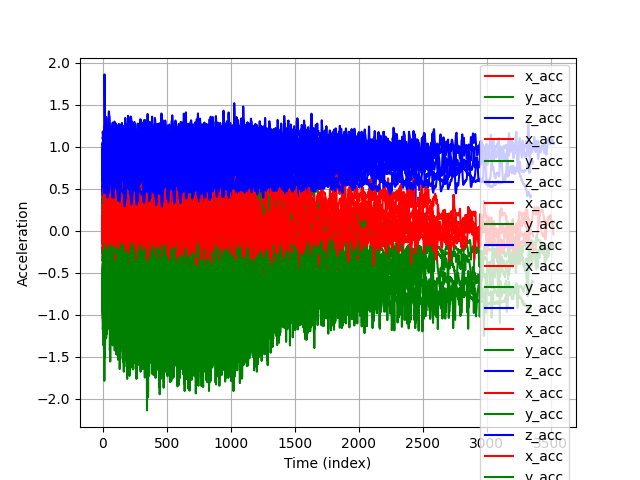 2.0
1.5
1.0
0.5
0.0
−0.5
−1.0
−1.5
−2.0
Acceleration
0
500
1000
1500
2000
2500
3000
3500
Time (index)
x_acc
y_acc
z_acc
x_acc
y_acc
z_acc
x_acc
y_acc
z_acc
x_acc
y_acc
z_acc
x_acc
y_acc
z_acc
x_acc
y_acc
z_acc
x_acc
y_acc